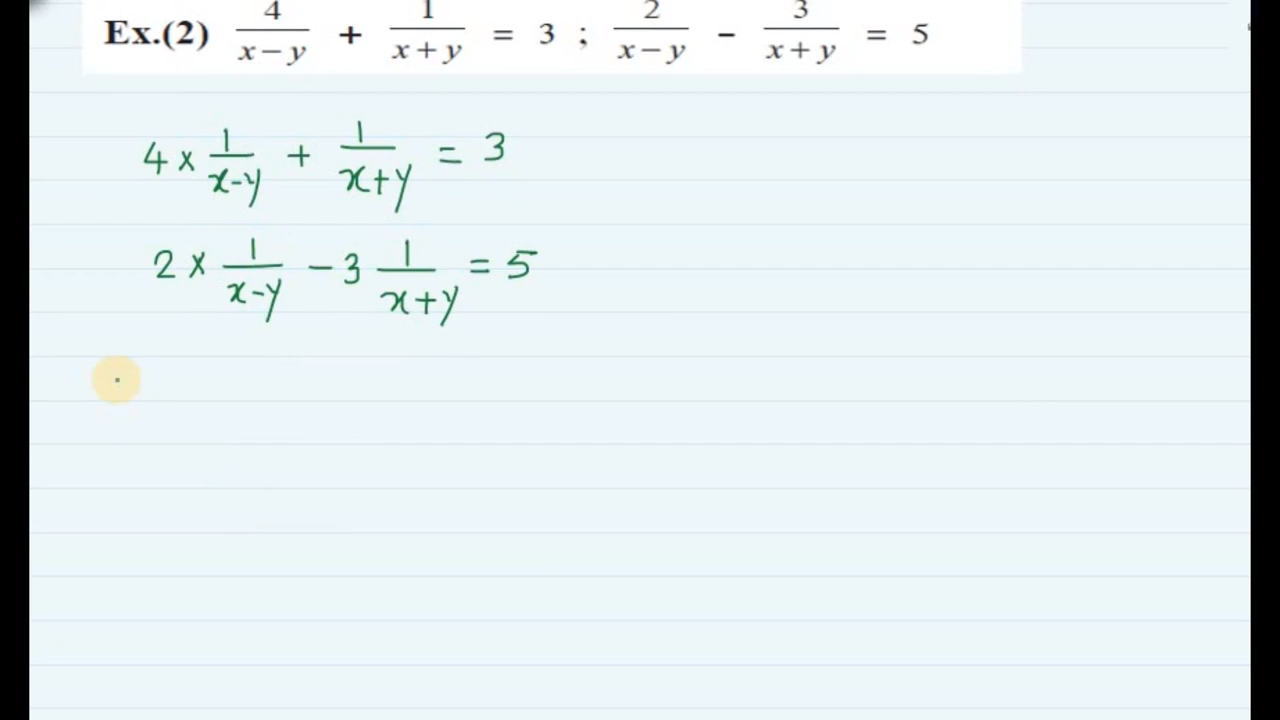 Ex.(2) 4/(x−y) + 1/(x+y) = 3 ; 2/(x−y) - 3/(x+y) = 5
4 × 1/(x-y) + 1/(x+y) = 3
2 × 1/(x-y) - 3 1/(x+y) = 5